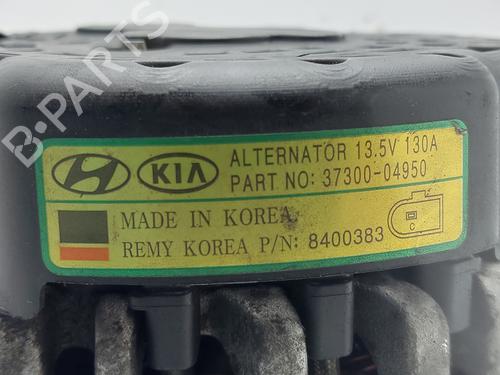 B-PARTS
KIA ALTERNATOR 13.5V 130A
PART NO: 37300-04950
MADE IN KOREA
REMY KOREA P/N: 8400383
C